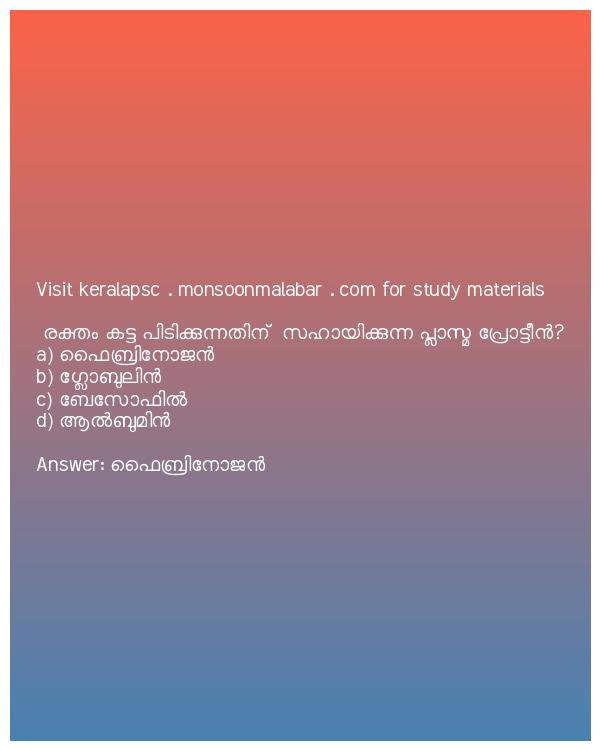 Visit keralapsc . monsoonmalabar . com for study materials
രക്തം കട്ട പിടിക്കുന്നതിന് സഹായിക്കുന്ന പ്ലാസ്മ പ്രോട്ടീൻ?
a) ഫൈബ്രിനോജൻ
b) ഗ്ലോബുലിൻ
c) ബേസോഫിൽ
d) ആൽബുമിൻ
Answer: ഫൈബ്രിനോജൻ